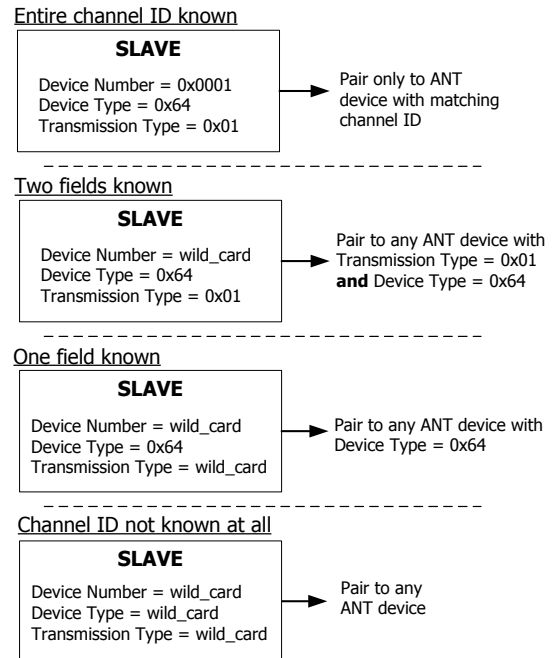 Entire channel ID known
SLAVE
Device Number = 0x0001
Device Type = 0x64
Transmission Type = 0x01
Pair only to ANT
device with matching
channel ID
Two fields known
SLAVE
Device Number = wild_card
Device Type = 0x64
Transmission Type = 0x01
Pair to any ANT device with
Transmission Type = 0x01
and Device Type = 0x64
One field known
SLAVE
Device Number = wild_card
Device Type = 0x64
Transmission Type = wild_card
Pair to any ANT device with
Device Type = 0x64
Channel ID not known at all
SLAVE
Device Number = wild_card
Device Type = wild_card
Transmission Type = wild_card
Pair to any
ANT device